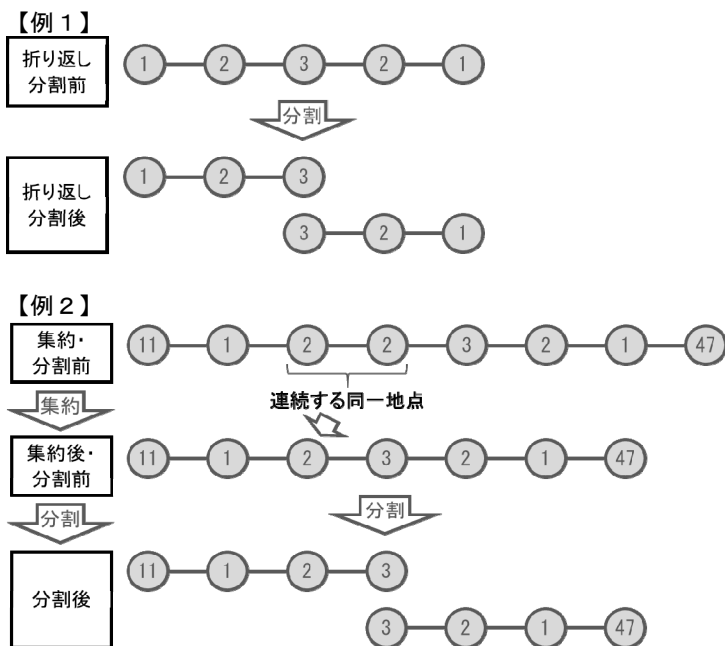 【例1】
折り返し
分割前
1 2 3 2 1
分割
折り返し
分割後
1 2 3
3 2 1
【例2】
集約・
分割前
11 1 2 2 3 2 1 47
連続する同一地点
集約
集約後・
分割前
11 1 2 3 2 1 47
分割
分割
分割後
11 1 2 3
3 2 1 47